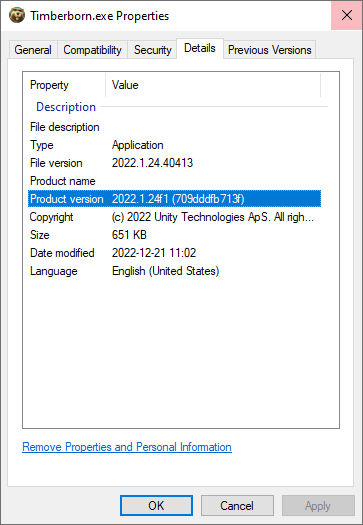 Timberborn.exe Properties
General Compatibility Security Details Previous Versions
Property Value
Description
File description
Type Application
File version 2022.1.24.40413
Product name
Product version 2022.1.24f1 (709dddfb713f)
Copyright (c) 2022 Unity Technologies ApS. All righ...
Size 651 KB
Date modified 2022-12-21 11:02
Language English (United States)
Remove Properties and Personal Information
OK Cancel Apply